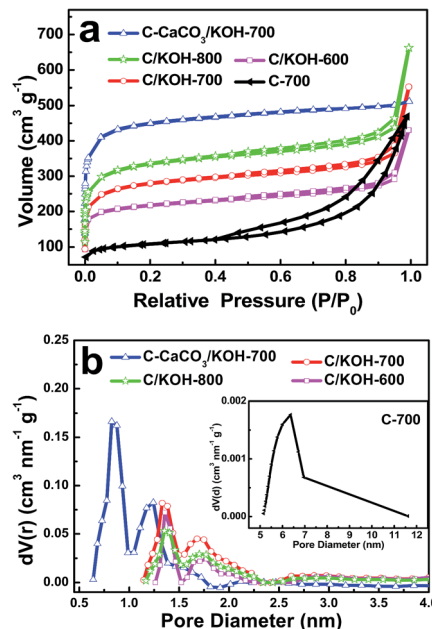 a
C-CaCO3/KOH-700
C/KOH-800
C/KOH-600
C/KOH-700
C-700
Volume (cm3 g-1)
700
600
500
400
300
200
100
0.0 0.2 0.4 0.6 0.8 1.0
Relative Pressure (P/P0)
b
C-CaCO3/KOH-700
C/KOH-700
C/KOH-800
C/KOH-600
dV(r) (cm3 nm-1 g-1)
0.25
0.20
0.15
0.10
0.05
0.00
C-700
dV(d) (cm3 nm-1 g-1)
0.002
0.001
0.000
5 6 7 8 9 10 11 12
Pore Diameter (nm)
0.5 1.0 1.5 2.0 2.5 3.0 3.5 4.0
Pore Diameter (nm)